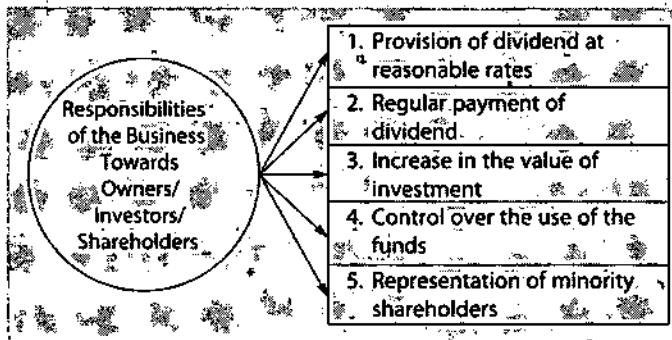 Responsibilities
of the Business
Towards
Owners/
Investors/
Shareholders
1. Provision of dividend at
reasonable rates
2. Regular payment of
dividend
3. Increase in the value of
investment
4. Control over the use of the
funds
5. Representation of minority
shareholders